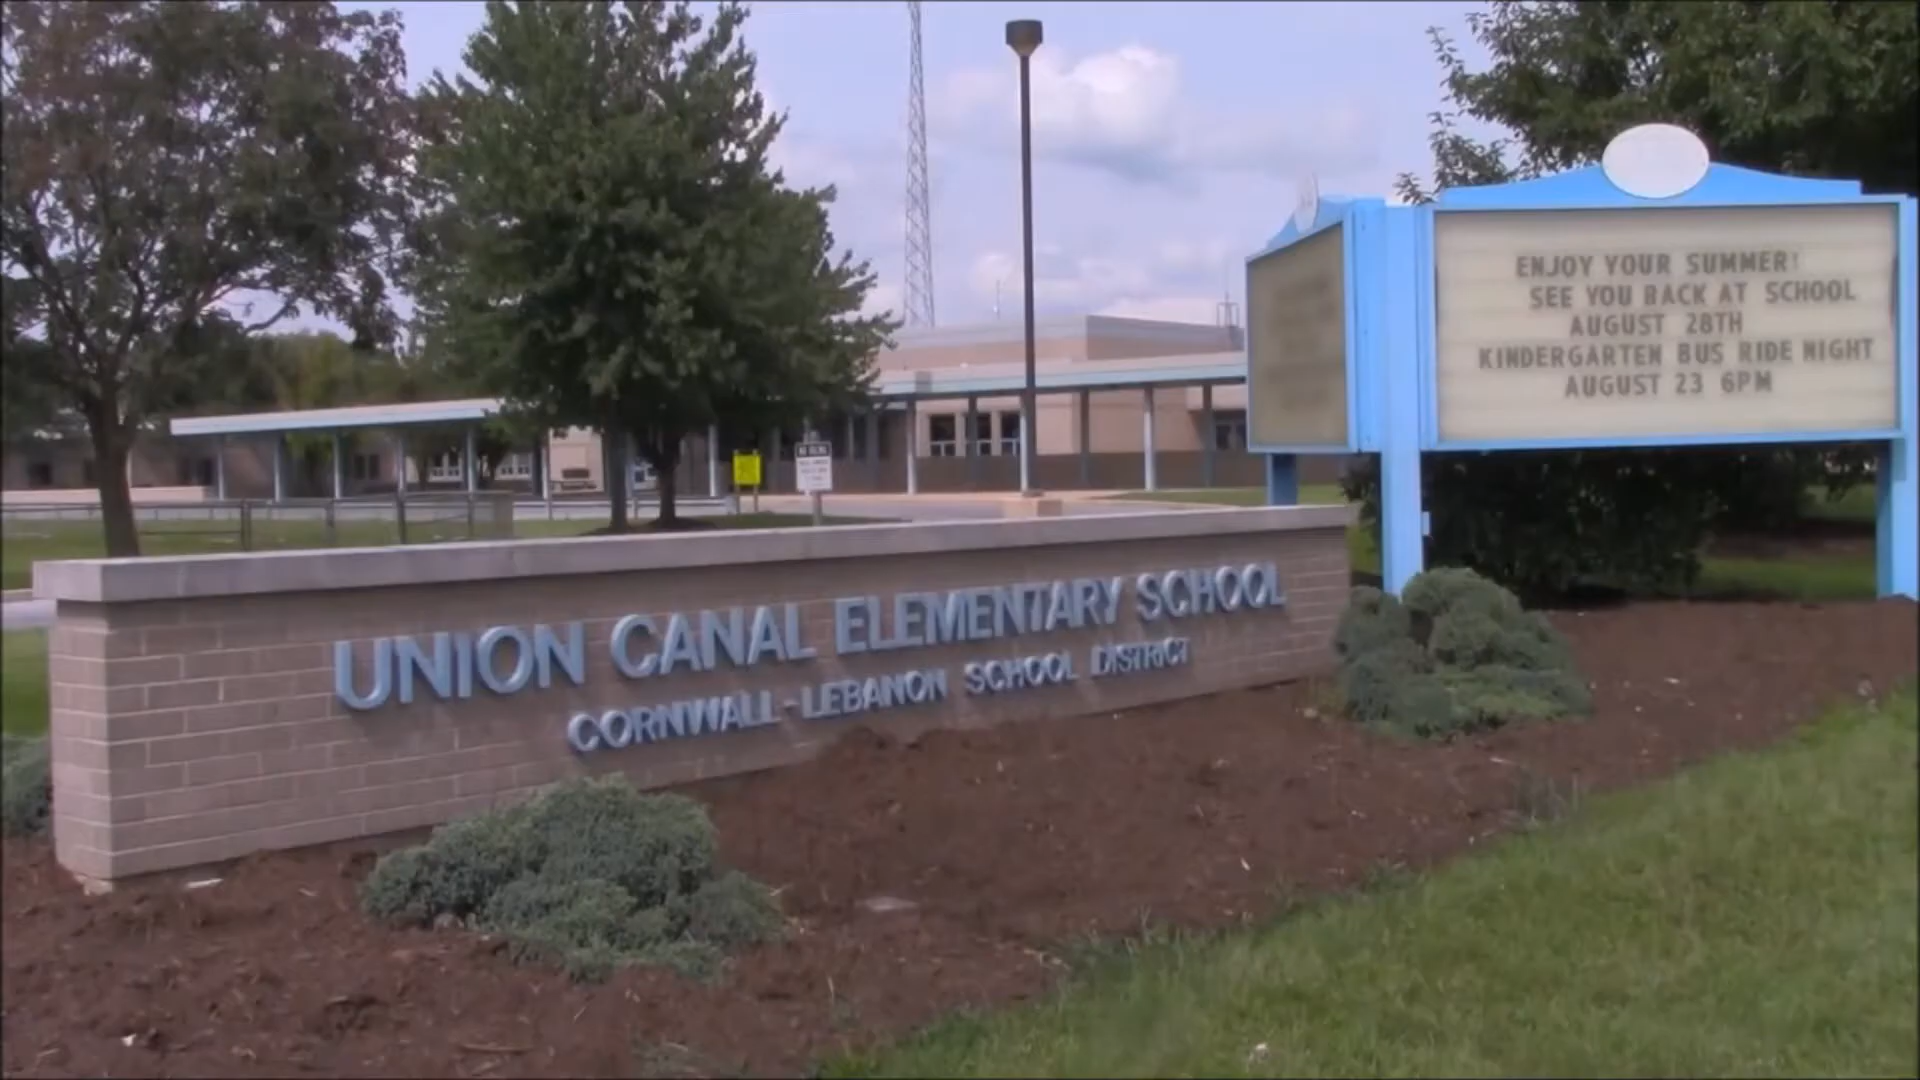 ENJOY YOUR SUMMER!
SEE YOU BACK AT SCHOOL
AUGUST 28TH
KINDERGARTEN BUS RIDE NIGHT
AUGUST 23 6PM
UNION CANAL ELEMENTARY SCHOOL
CORNWALL-LEBANON SCHOOL DISTRICT